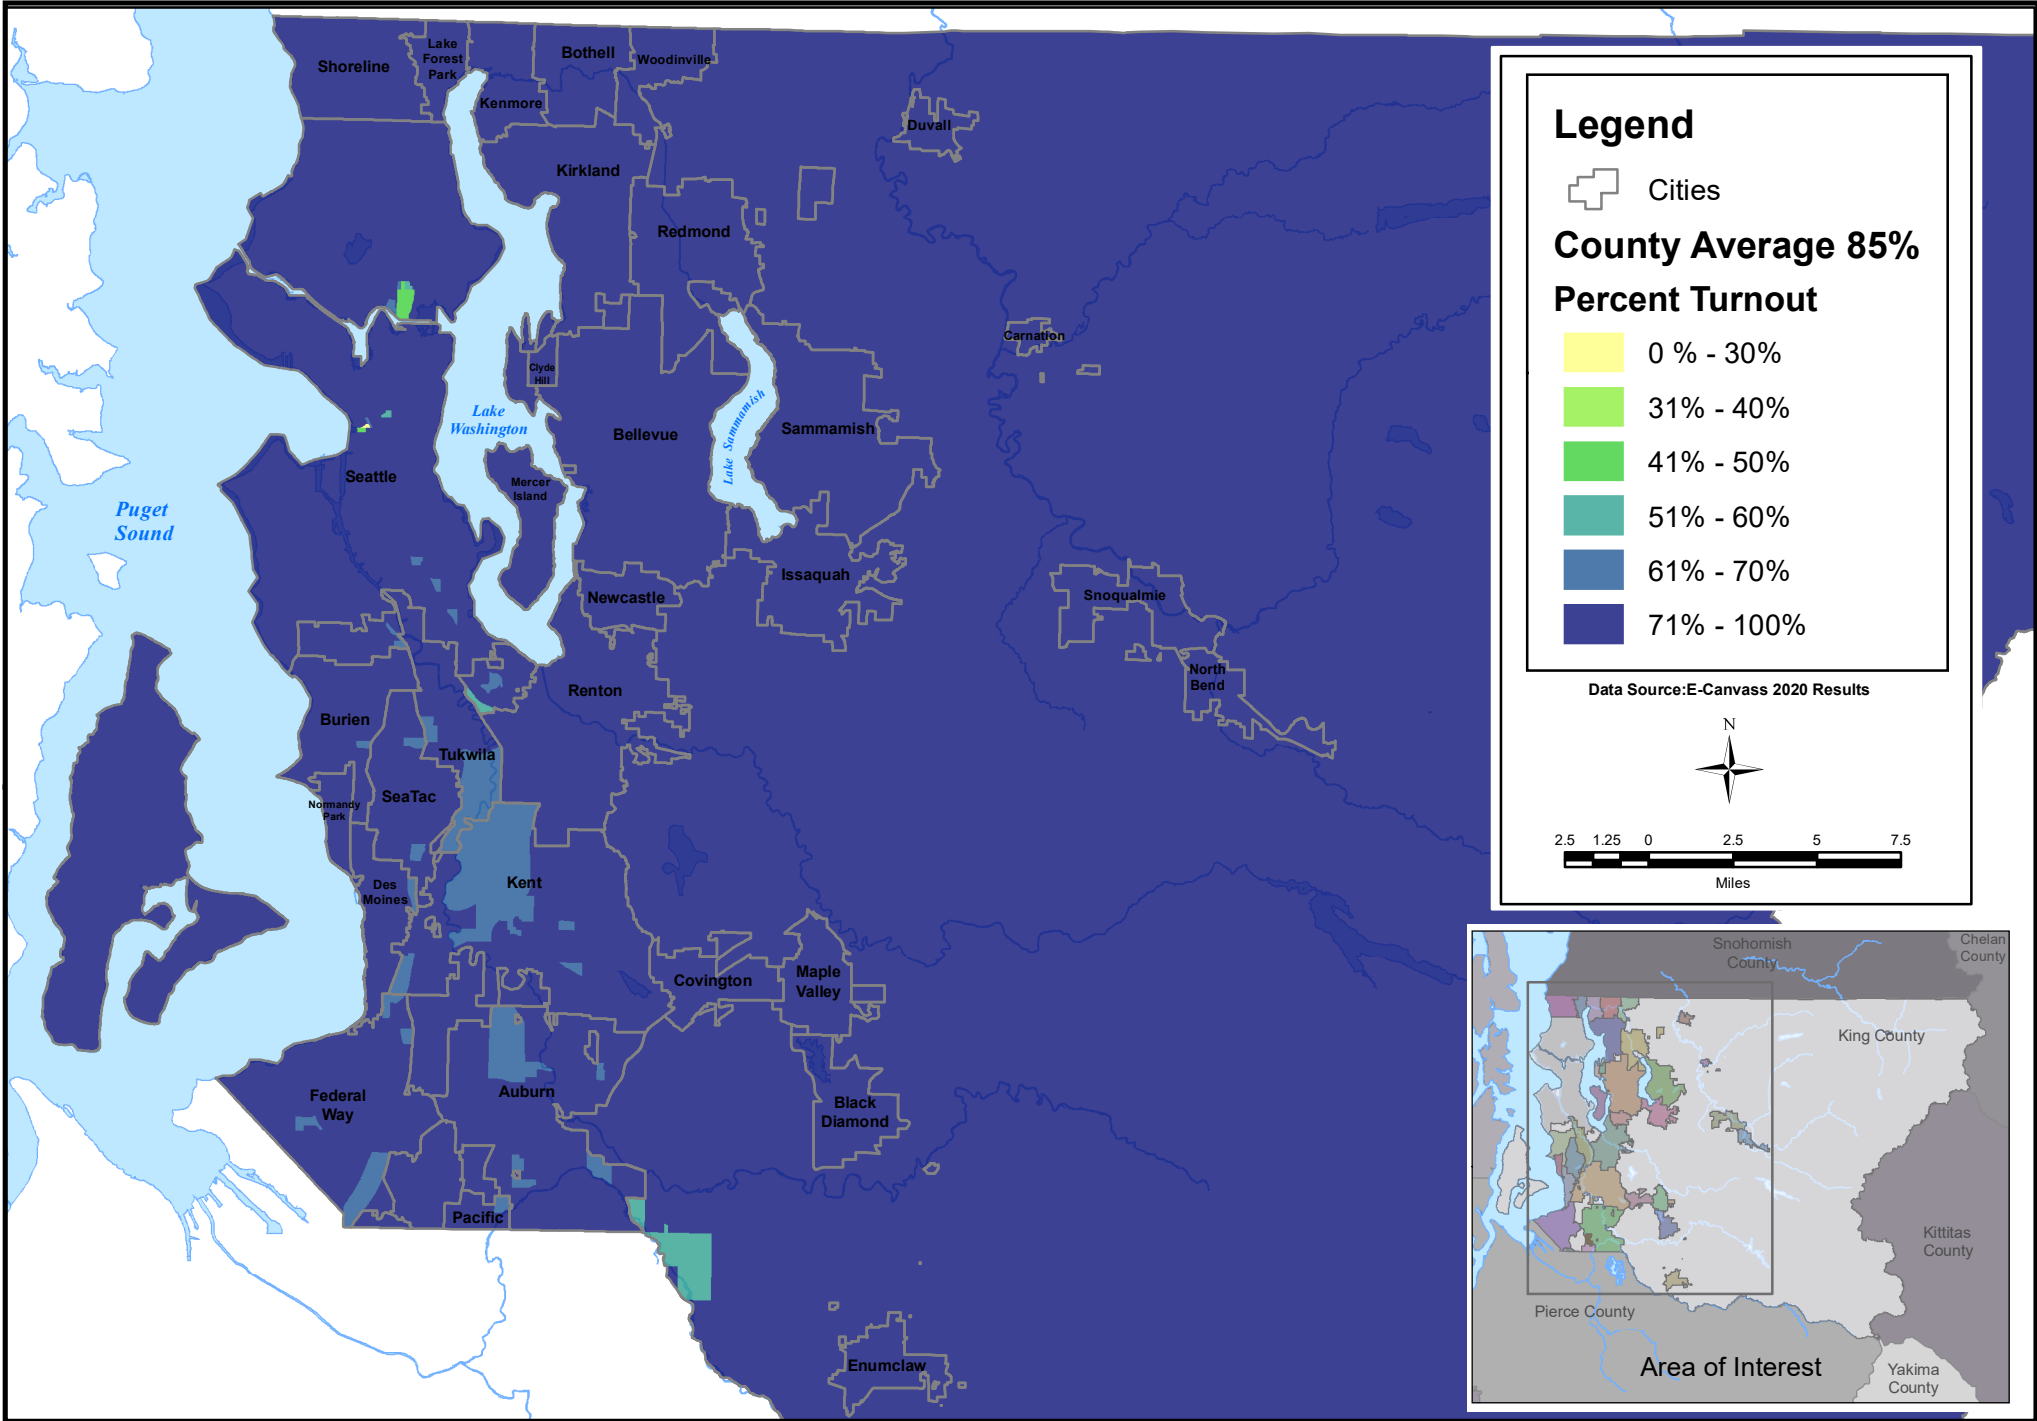 Shoreline
Lake
Forest
Park
Bothell
Woodinville
Kenmore
Duvall
Kirkland
Redmond
Carnation
Clyde
Hill
Lake
Washington
Lake Sammamish
Bellevue
Sammamish
Seattle
Mercer
Island
Puget
Sound
Issaquah
Newcastle
Snoqualmie
North
Bend
Renton
Burien
Tukwila
SeaTac
Normandy
Park
Des
Moines
Kent
Covington
Maple
Valley
Federal
Way
Auburn
Black
Diamond
Pacific
Enumclaw
Legend
Cities
County Average 85%
Percent Turnout
0 % - 30%
31% - 40%
41% - 50%
51% - 60%
61% - 70%
71% - 100%
Data Source:E-Canvass 2020 Results
N
2.5 1.25 0 2.5 5 7.5
Miles
Snohomish
County
Chelan
County
King County
Kittitas
County
Pierce County
Area of Interest
Yakima
County